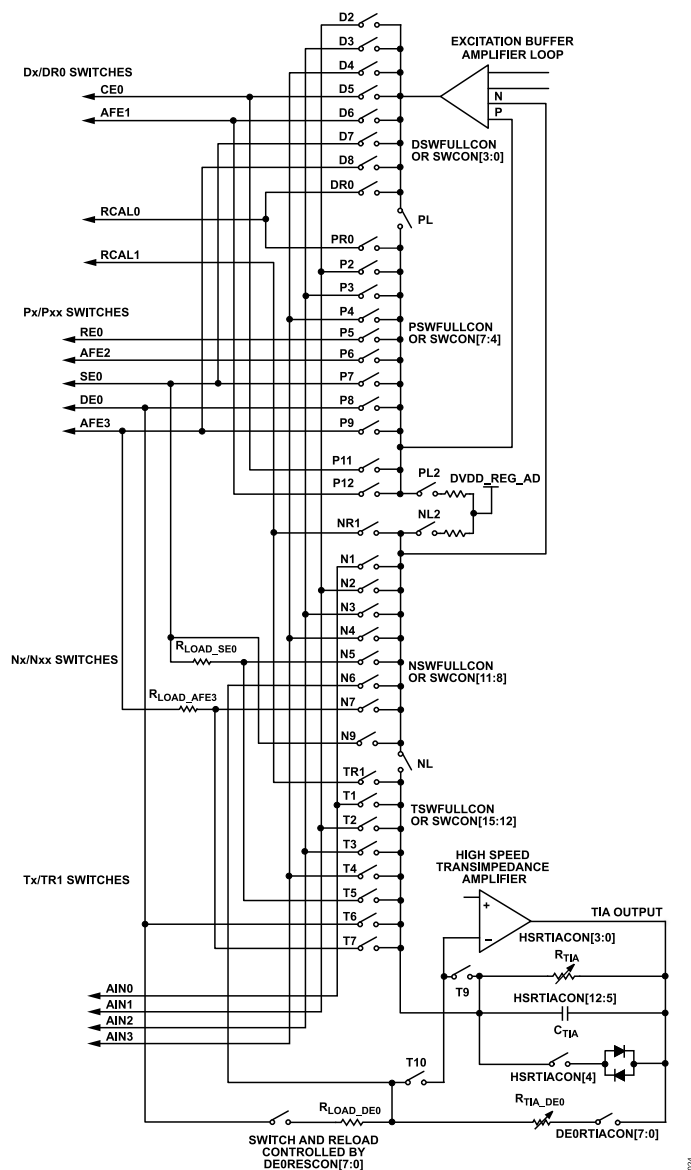 D2
D3
D4
D5
D6
D7
D8
DR0
EXCITATION BUFFER
AMPLIFIER LOOP
N
P
Dx/DR0 SWITCHES
CE0
AFE1
DSWFULLCON
OR SWCON[3:0]
RCAL0
PL
RCAL1
PR0
P2
P3
P4
P5
P6
P7
P8
P9
P11
P12
Px/Pxx SWITCHES
RE0
AFE2
SE0
DE0
AFE3
PSWFULLCON
OR SWCON[7:4]
PL2
DVDD_REG_AD
NL2
NR1
N1
N2
N3
N4
N5
N6
N7
N9
RLOAD_SE0
Nx/Nxx SWITCHES
RLOAD_AFE3
NSWFULLCON
OR SWCON[11:8]
NL
TR1
T1
T2
T3
T4
T5
T6
T7
TSWFULLCON
OR SWCON[15:12]
HIGH SPEED
TRANSIMPEDANCE
AMPLIFIER
Tx/TR1 SWITCHES
+
–
TIA OUTPUT
HSRTIACON[3:0]
RTIA
T9
HSRTIACON[12:5]
CTIA
AIN0
AIN1
AIN2
AIN3
T10
HSRTIACON[4]
RLOAD_DE0
RTIA_DE0
DE0RTIACON[7:0]
SWITCH AND RELOAD
CONTROLLED BY
DE0RESCON[7:0]